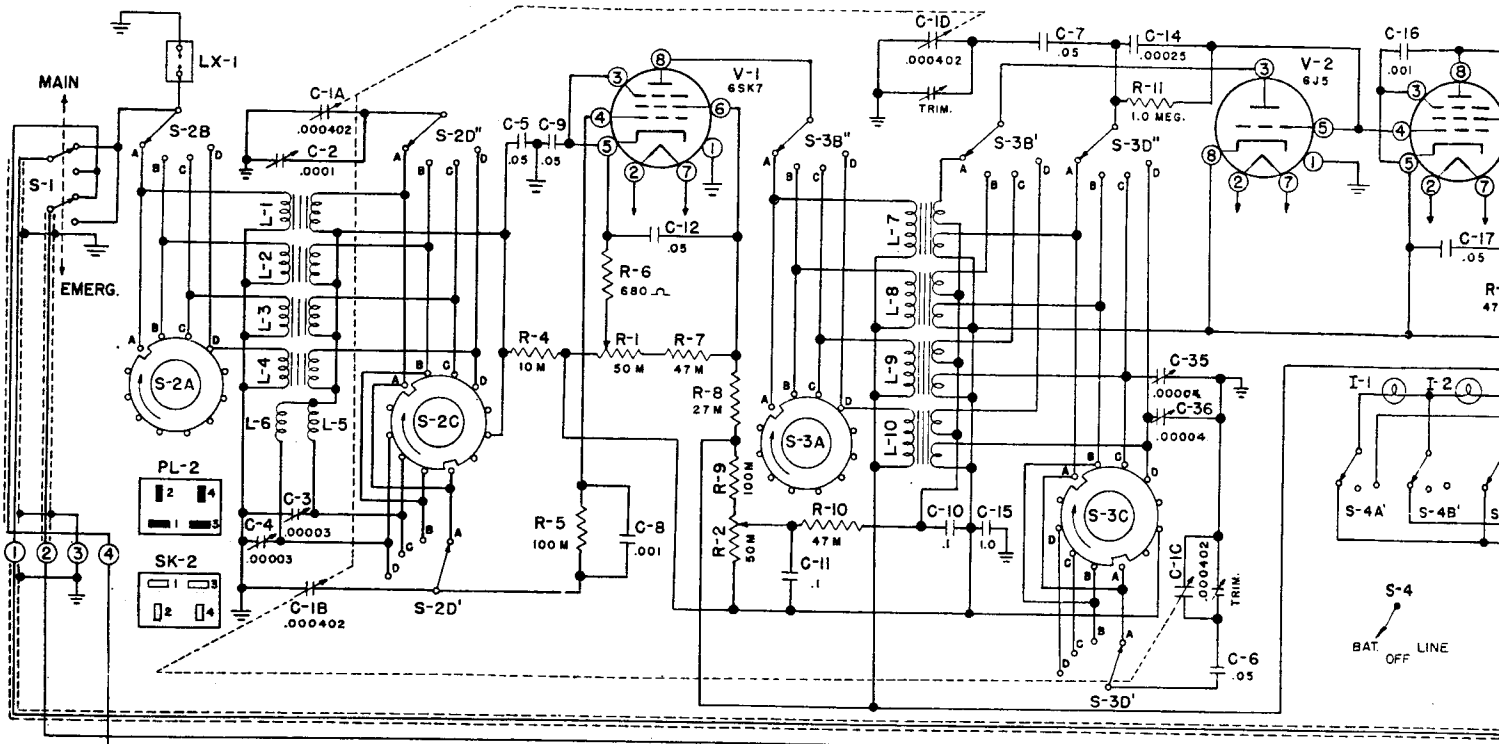 LX-1
MAIN
EMERG.
S-1
S-2B
A
B
C
D
C-1A
.000402
C-2
.0001
S-2D"
A
B
C
D
L-1
L-2
L-3
L-4
L-6
L-5
A
B
C
D
S-2A
A
B
C
D
S-2C
PL-2
2
4
1
3
SK-2
1
3
2
4
1
2
3
4
C-3
.00003
C-4
.00003
C-1B
.000402
D
C
B
A
S-2D'
C-5
.05
C-9
.05
V-1
6SK7
8
3
4
5
6
1
2
7
C-12
.05
R-6
680 Ω
R-4
10 M
R-1
50 M
R-7
47 M
R-8
27 M
R-9
100 M
R-2
50M
R-5
100 M
C-8
.001
C-11
.1
R-10
47 M
C-10
.1
C-15
1.0
S-3B"
A
B
C
D
S-3A
A
B
C
D
C-1D
.000402
TRIM.
C-7
.05
C-14
.00025
R-11
1.0 MEG.
S-3B'
A
B
C
D
S-3D"
A
B
C
D
L-7
L-8
L-9
L-10
V-2
6J5
3
5
8
1
2
7
C-16
.001
8
3
4
5
2
7
C-17
.05
R-
47
C-35
.00004
C-36
.00004
A
B
C
D
S-3C
D
C
B
A
D
C
B
A
S-3D'
C-1C
.000402
TRIM.
C-6
.05
I-1
I-2
S-4A'
S-4B'
S
S-4
BAT.
OFF
LINE